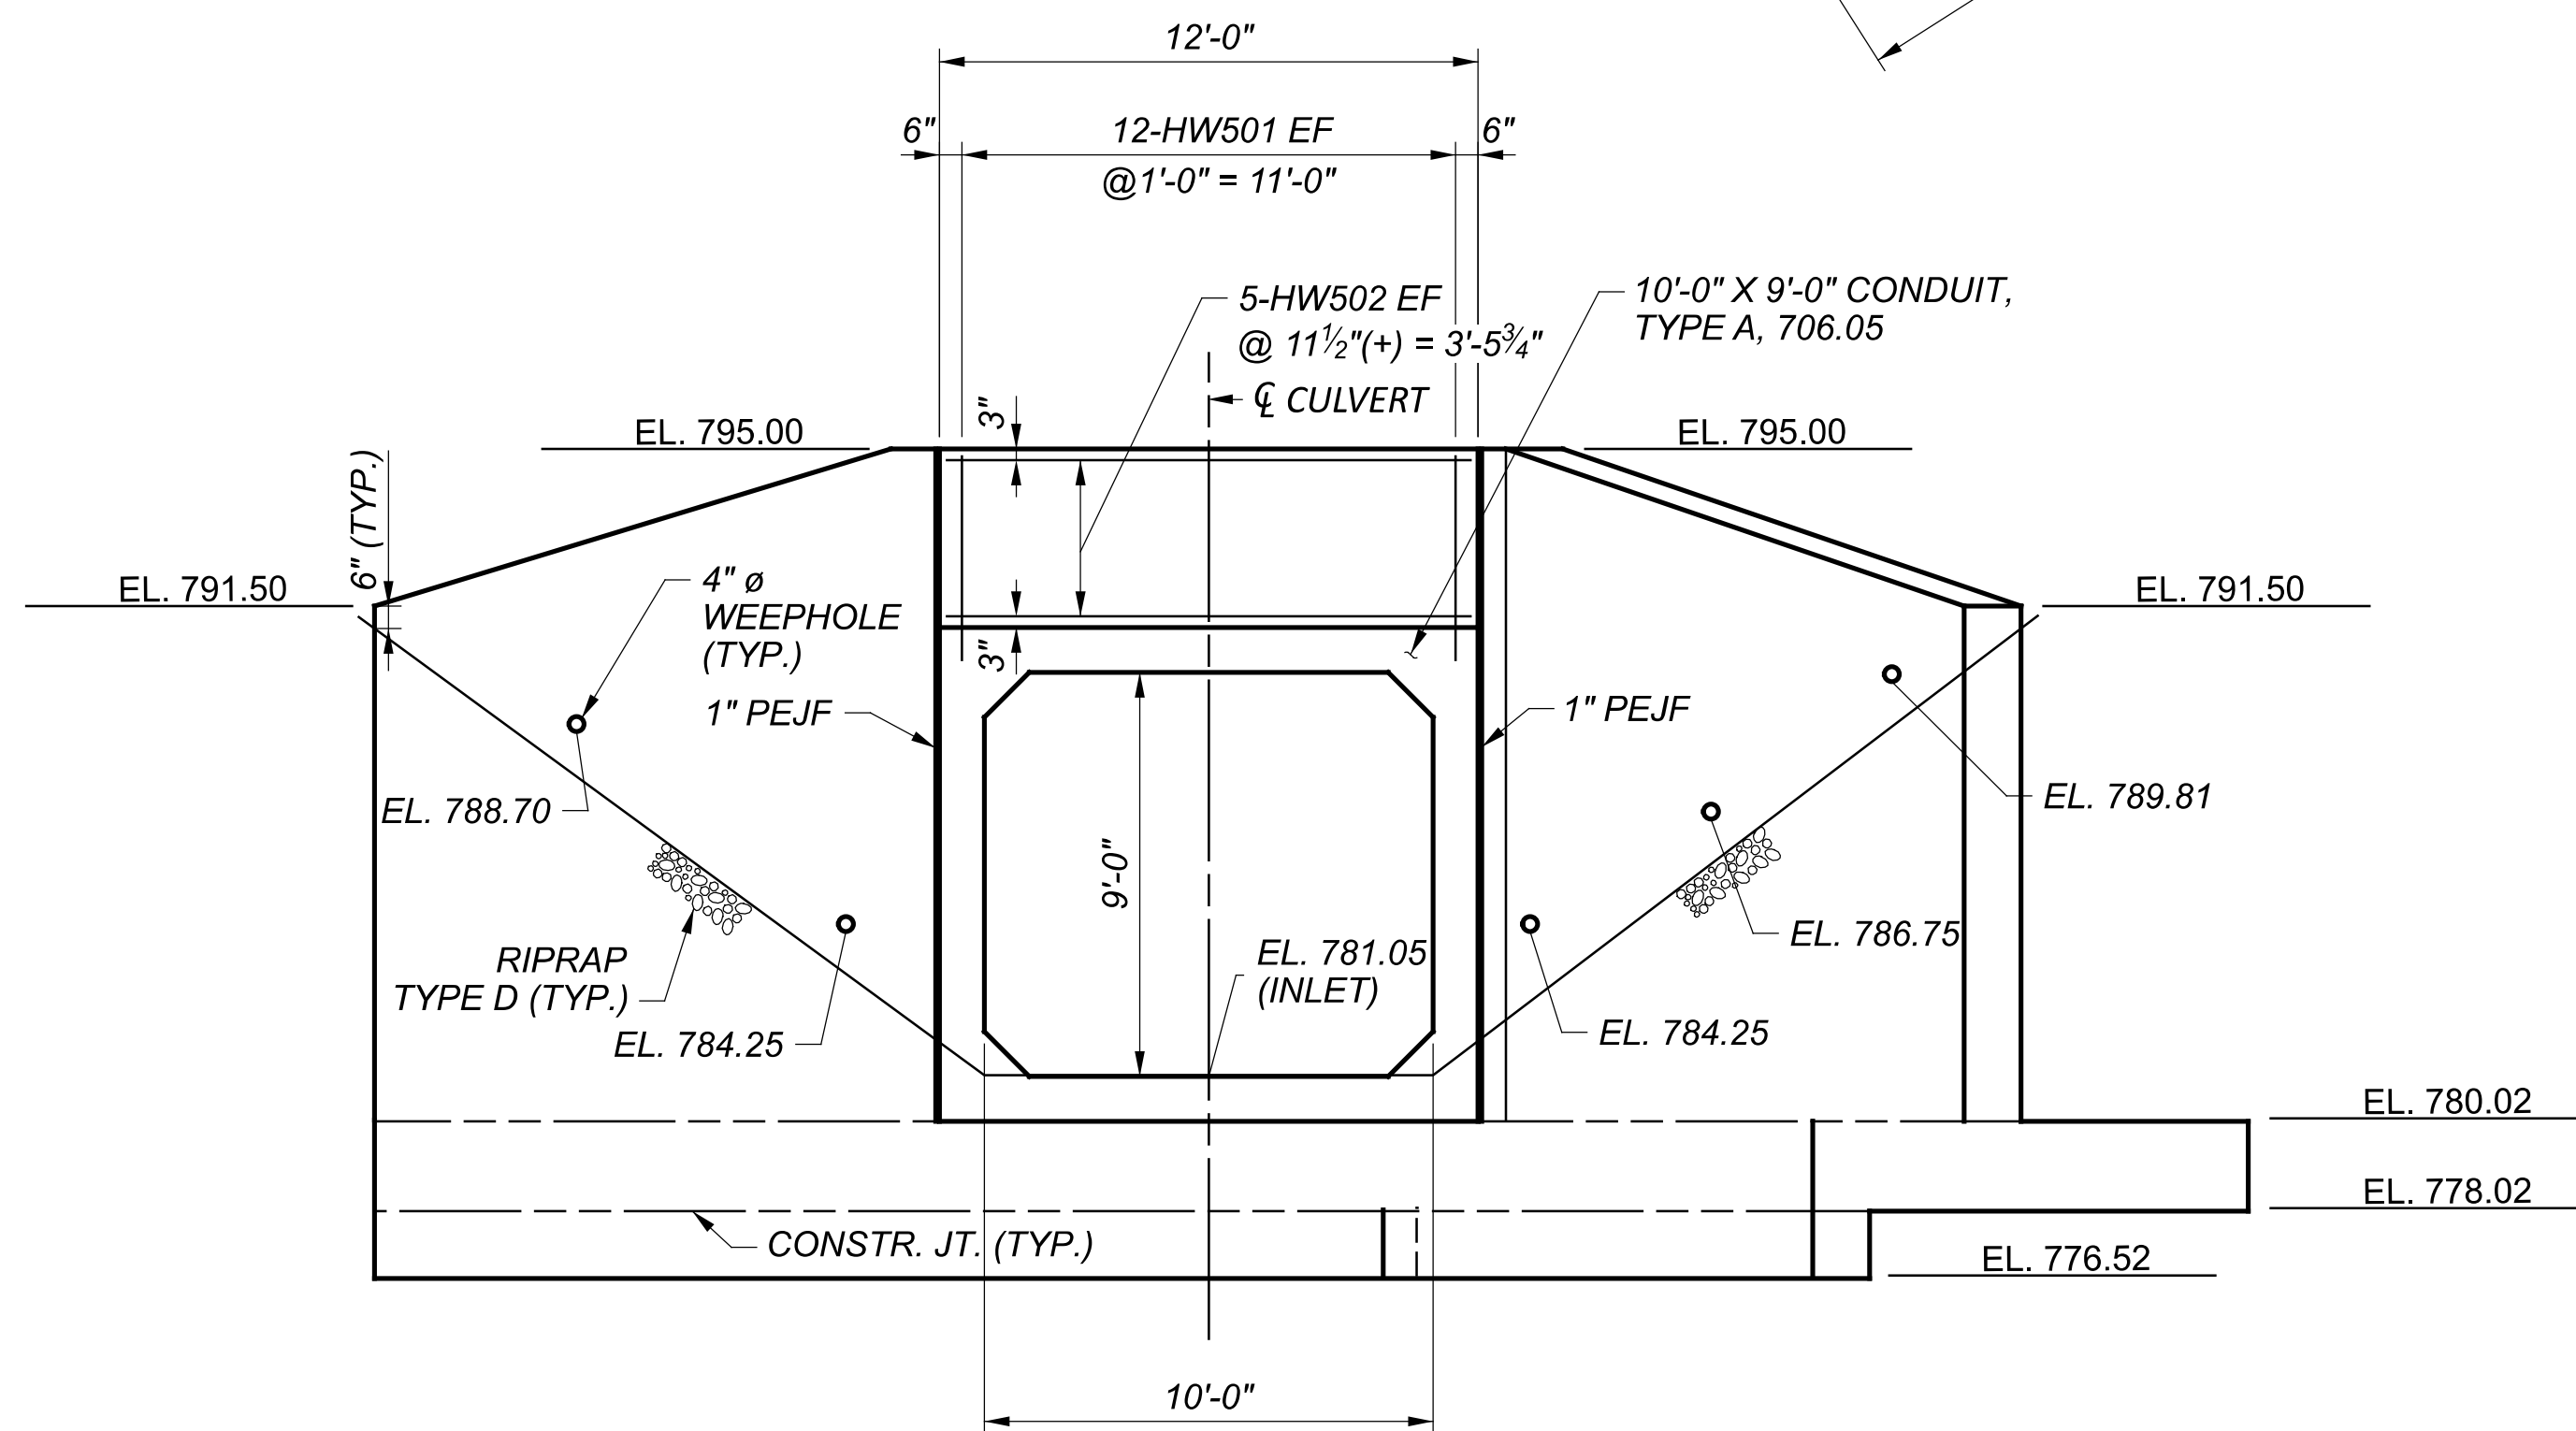 12'-0"
6"
12-HW501 EF
6"
@1'-0" = 11'-0"
5-HW502 EF
@ 11½"(+) = 3'-5¾"
℄ CULVERT
10'-0" X 9'-0" CONDUIT,
TYPE A, 706.05
3"
EL. 795.00
EL. 795.00
6" (TYP.)
EL. 791.50
EL. 791.50
4" ø
WEEPHOLE
(TYP.)
3"
1" PEJF
1" PEJF
EL. 788.70
EL. 789.81
9'-0"
EL. 786.75
RIPRAP
TYPE D (TYP.)
EL. 781.05
(INLET)
EL. 784.25
EL. 784.25
EL. 780.02
EL. 778.02
CONSTR. JT. (TYP.)
EL. 776.52
10'-0"